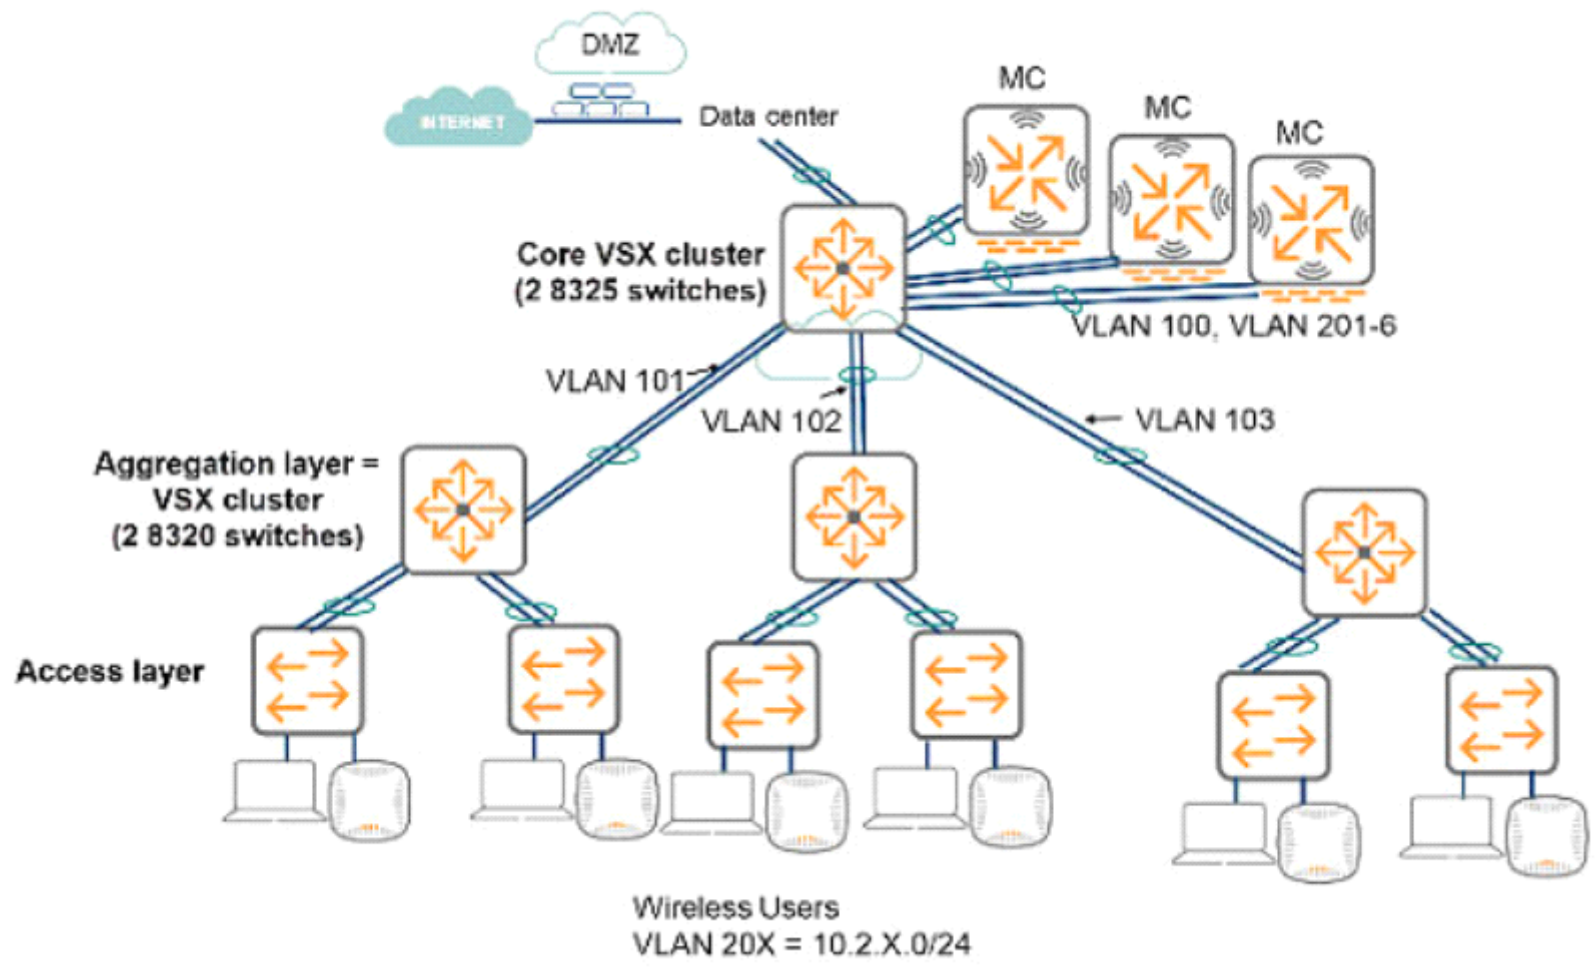 DMZ
INTERNET
Data center
MC
MC
MC
Core VSX cluster
(2 8325 switches)
VLAN 100, VLAN 201-6
VLAN 101
VLAN 102
VLAN 103
Aggregation layer =
VSX cluster
(2 8320 switches)
Access layer
Wireless Users
VLAN 20X = 10.2.X.0/24